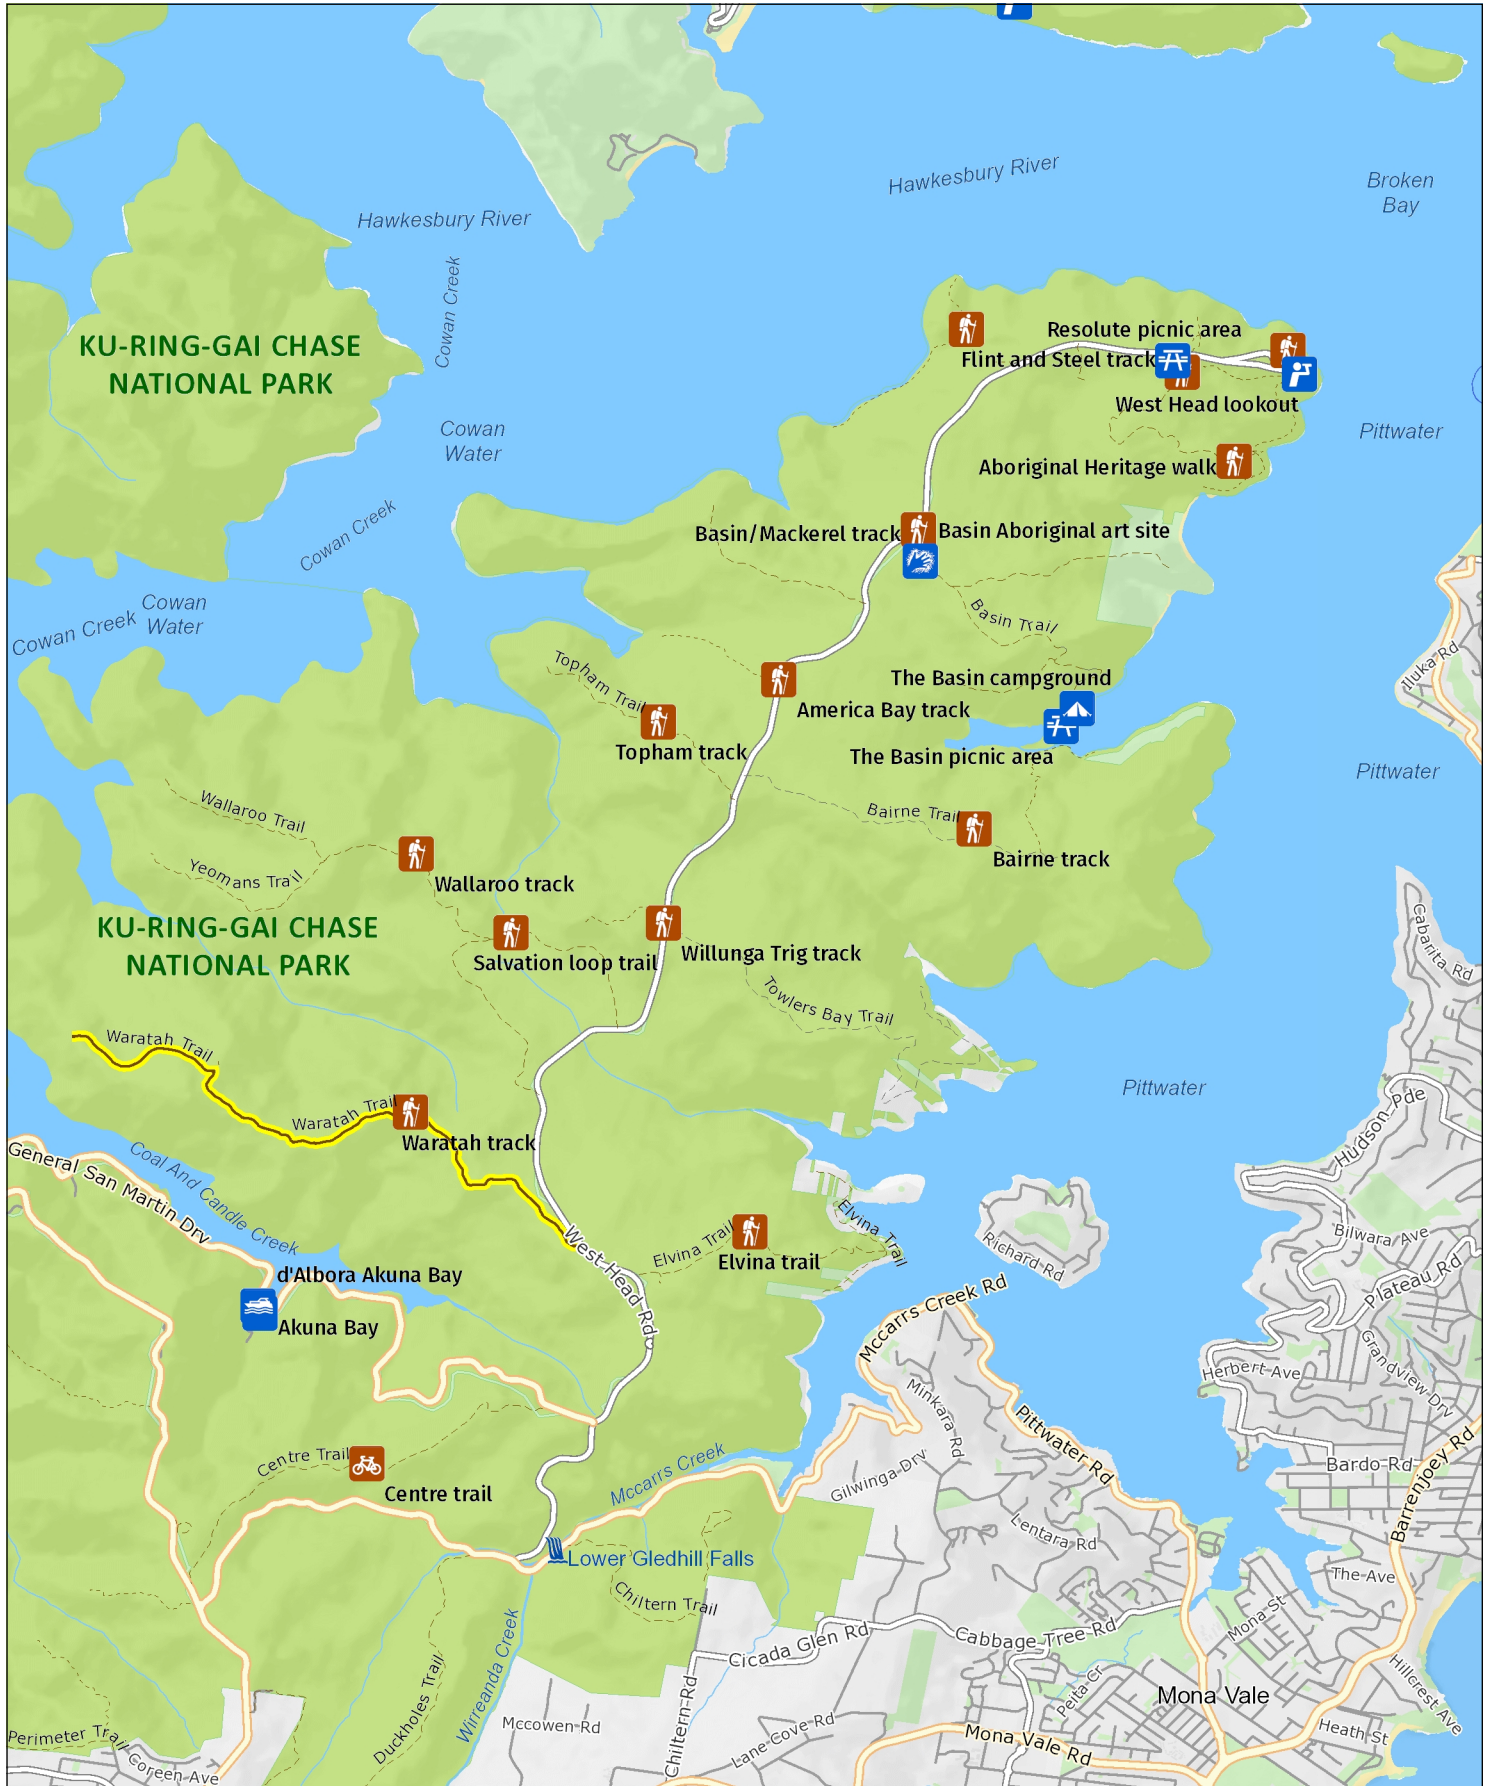 Hawkesbury River
Broken
Bay
Hawkesbury River
Cowan Creek
KU-RING-GAI CHASE
NATIONAL PARK
Resolute picnic area
Flint and Steel track
West Head lookout
Cowan
Water
Pittwater
Aboriginal Heritage walk
Cowan Creek
Basin/Mackerel track
Basin Aboriginal art site
Cowan Creek
Cowan
Water
Basin Trail
Iluka Rd
Topham Trail
The Basin campground
America Bay track
Topham track
The Basin picnic area
Pittwater
Wallaroo Trail
Bairne Trail
Bairne track
Yeomans Trail
Wallaroo track
KU-RING-GAI CHASE
NATIONAL PARK
Salvation loop trail
Willunga Trig track
Cabarita Rd
Towlers Bay Trail
Waratah Trail
Pittwater
Waratah Trail
Waratah track
Hudson Pde
General San Martin Drv
Coal And Candle Creek
West Head Rd
Elvina Trail
Elvina trail
Elvina Trail
Richard Rd
Bilwara Ave
Plateau Rd
d'Albora Akuna Bay
Akuna Bay
Mccarrs Creek Rd
Herbert Ave
Grandview Drv
Minkara Rd
Pittwater Rd
Centre Trail
Centre trail
Mccarrs Creek
Gilwinga Drv
Bardo Rd
Barrenjoey Rd
Lentara Rd
Lower Gledhill Falls
The Ave
Chiltern Trail
Mona St
Cicada Glen Rd
Cabbage Tree Rd
Wirreanda Creek
Duckholes Trail
Peita Cr
Hillcrest Ave
Mona Vale
Mccowen Rd
Chiltern Rd
Lane Cove Rd
Mona Vale Rd
Heath St
Perimeter Trail
Coreen Ave